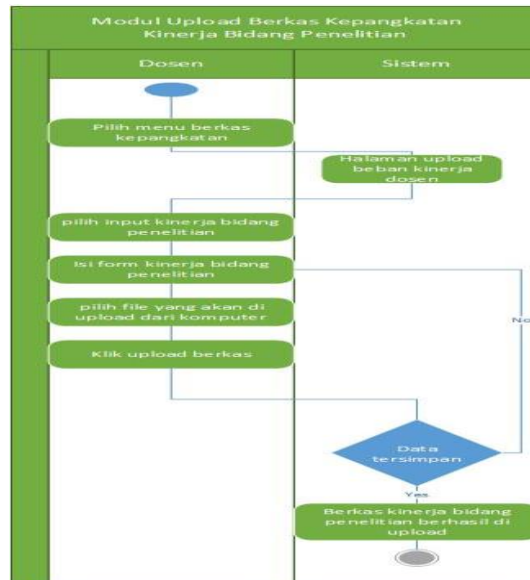 Modul Upload Berkas Kepangkatan
Kinerja Bidang Penelitian
Dosen
Sistem
Pilih menu berkas
kepangkatan
Halaman upload
beban kinerja
dosen
pilih input kinerja bidang
penelitian
Isi form kinerja bidang
penelitian
pilih file yang akan di
upload dari komputer
Klik upload berkas
No
Data
tersimpan
Yes
Berkas kinerja bidang
penelitian berhasil di
upload